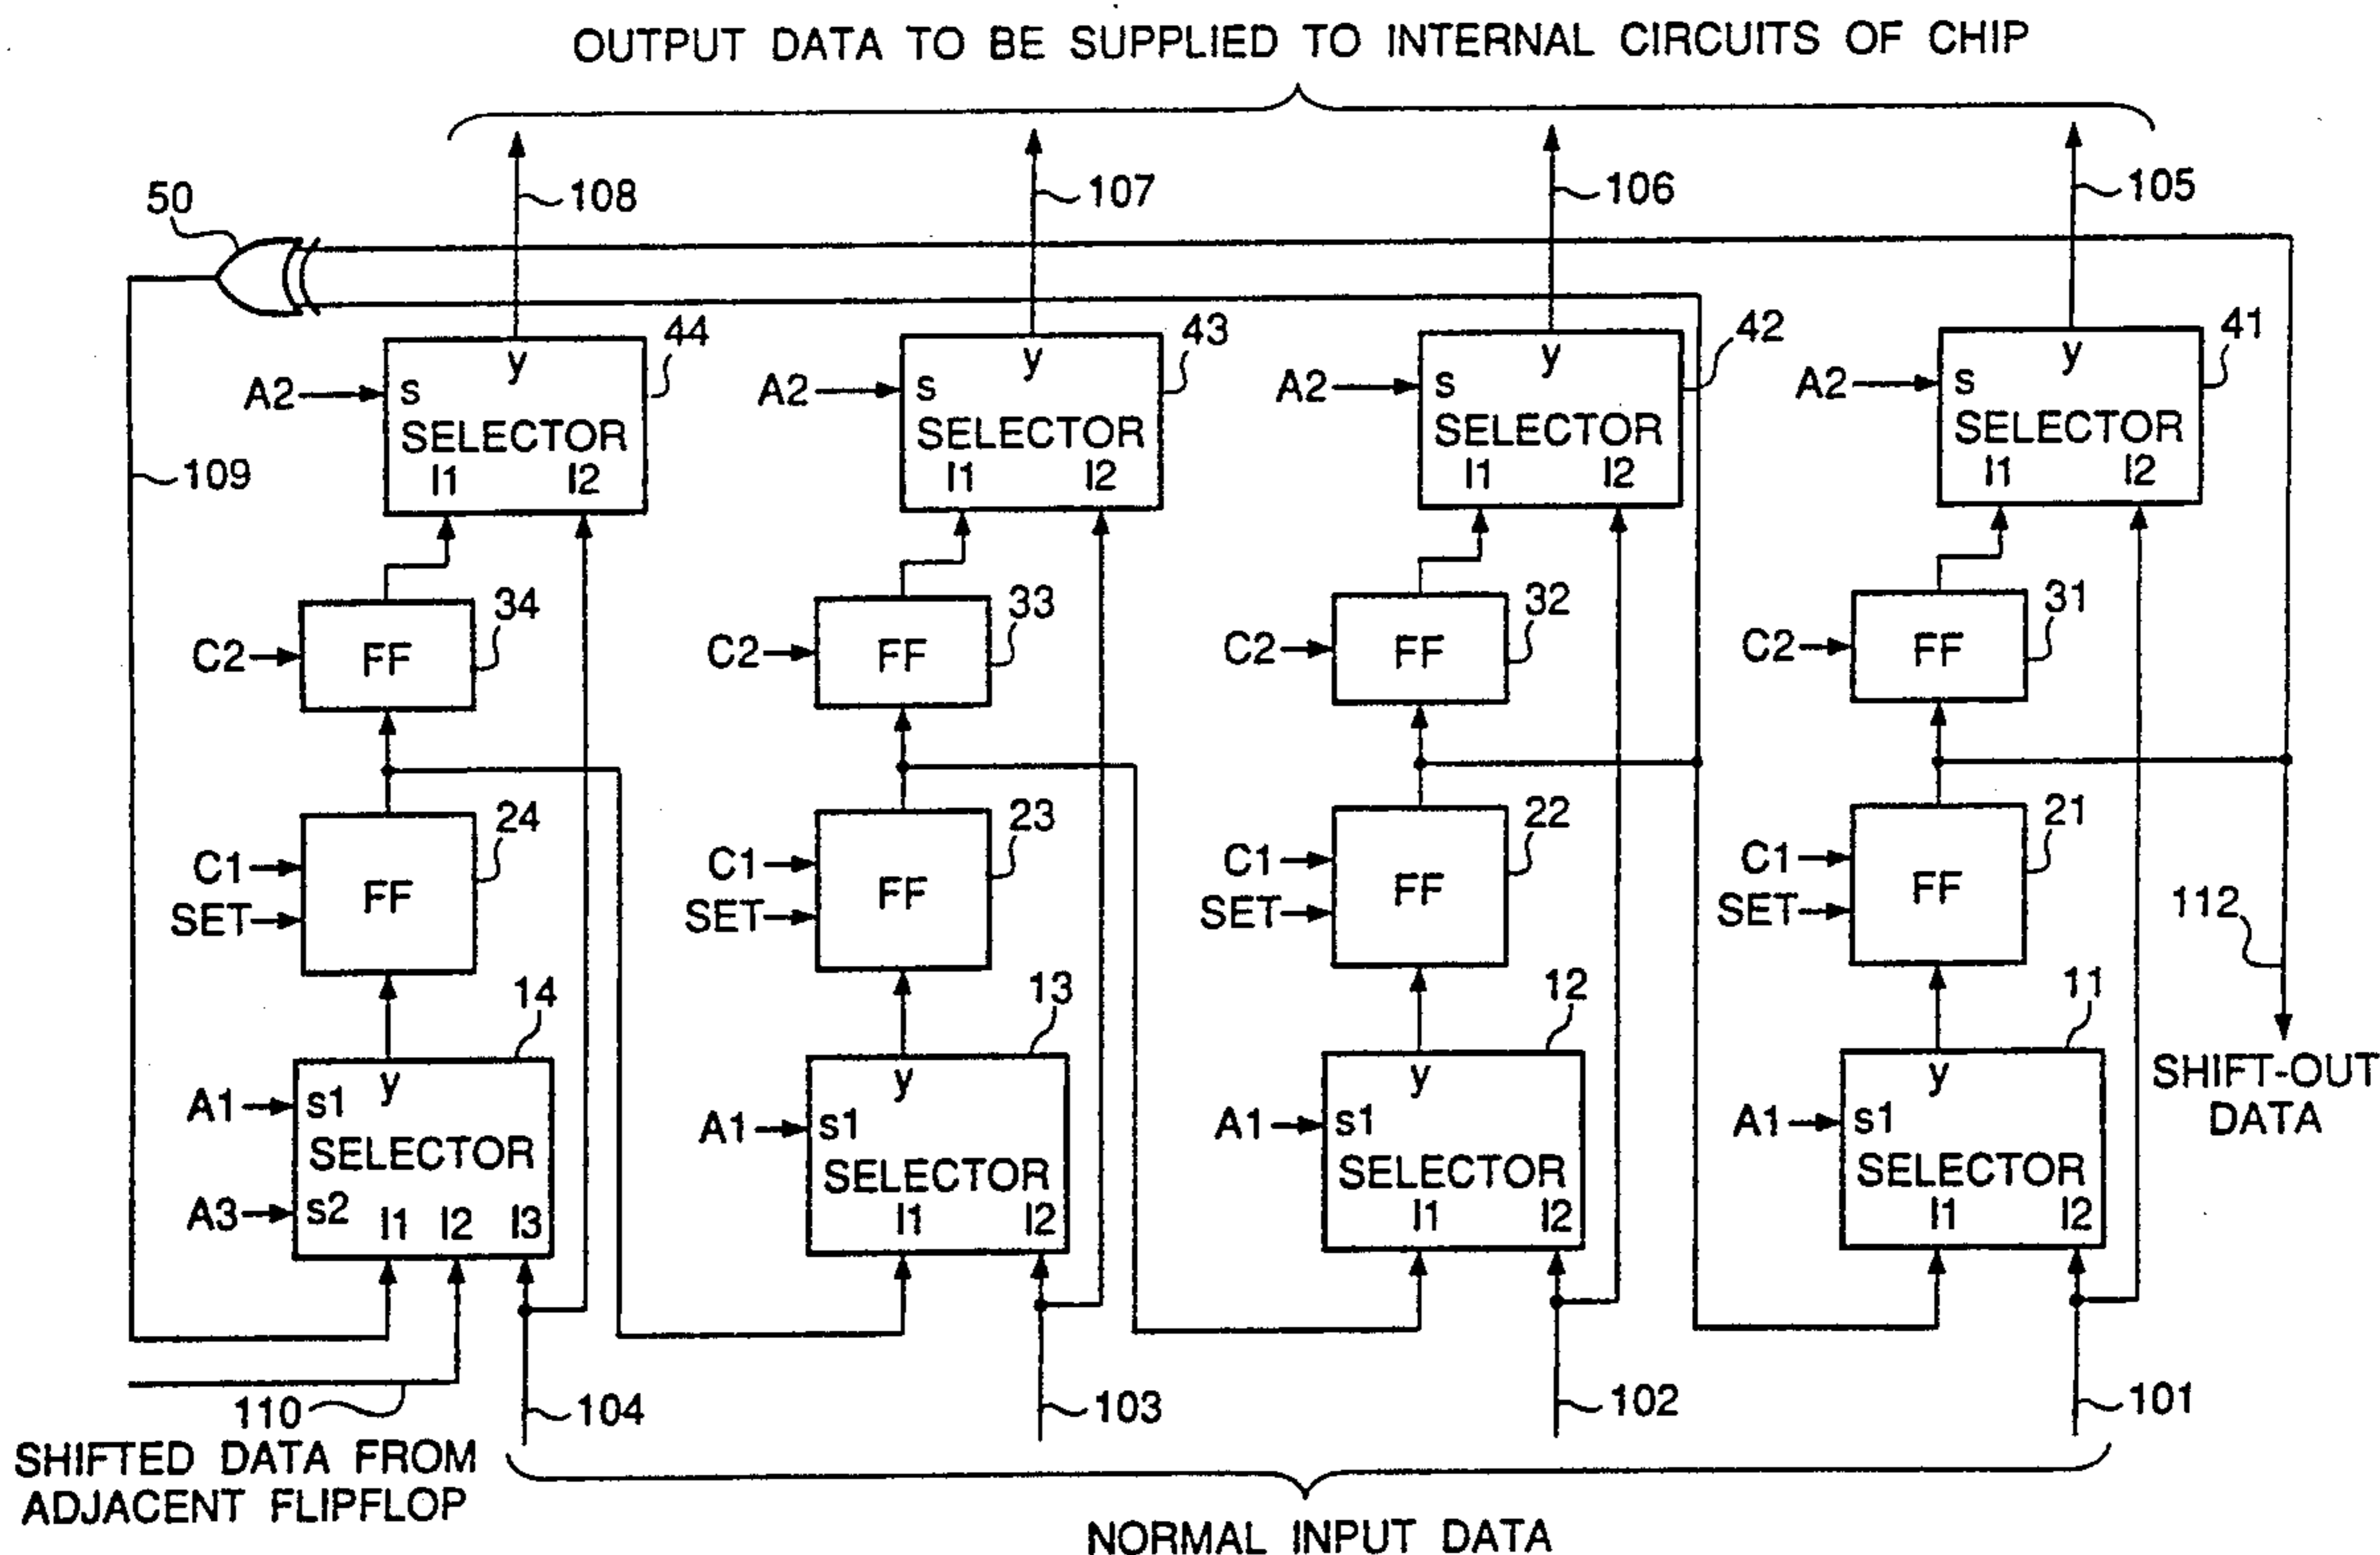 OUTPUT DATA TO BE SUPPLIED TO INTERNAL CIRCUITS OF CHIP
50 108 107 106 105
44 43 42 41
A2 s y A2 s y A2 s y A2 s y
SELECTOR SELECTOR SELECTOR SELECTOR
I1 I2 I1 I2 I1 I2 I1 I2
109
34 33 32 31
C2 FF C2 FF C2 FF C2 FF
24 23 22 21
C1 C1 C1 C1
FF FF FF FF
SET SET SET SET
112
14 13 12 11
y y y y
A1 s1 A1 s1 A1 s1 A1 s1
SELECTOR SELECTOR SELECTOR SELECTOR
A3 s2 I1 I2 I3 I1 I2 I1 I2 I1 I2
SHIFT-OUT
DATA
110 104 103 102 101
SHIFTED DATA FROM
ADJACENT FLIPFLOP
NORMAL INPUT DATA